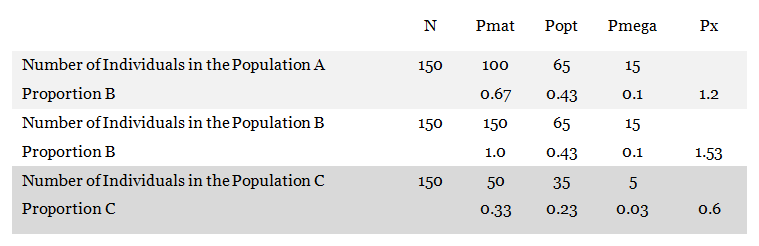 N Pmat Popt Pmega Px
Number of Individuals in the Population A 150 100 65 15
Proportion B 0.67 0.43 0.1 1.2
Number of Individuals in the Population B 150 150 65 15
Proportion B 1.0 0.43 0.1 1.53
Number of Individuals in the Population C 150 50 35 5
Proportion C 0.33 0.23 0.03 0.6